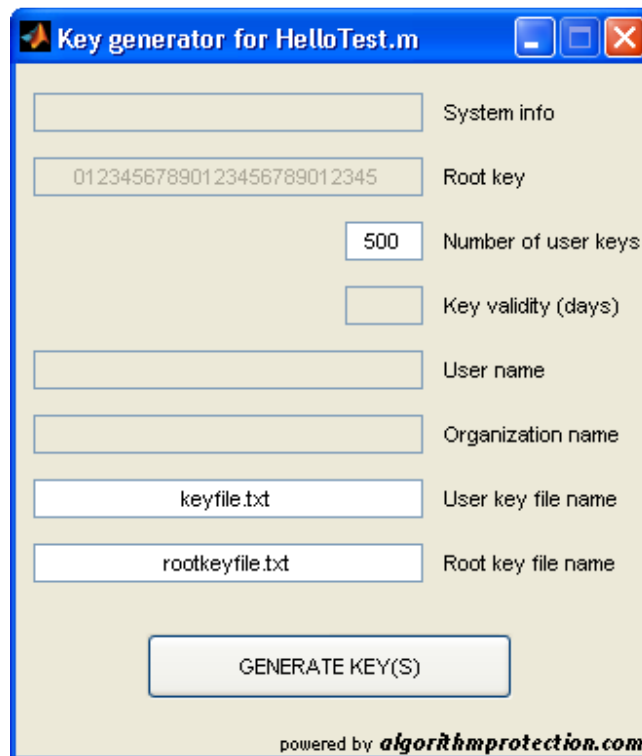 Key generator for HelloTest.m
System info
01234567890123456789012345 Root key
500 Number of user keys
Key validity (days)
User name
Organization name
keyfile.txt User key file name
rootkeyfile.txt Root key file name
GENERATE KEY(S)
powered by algorithmprotection.com